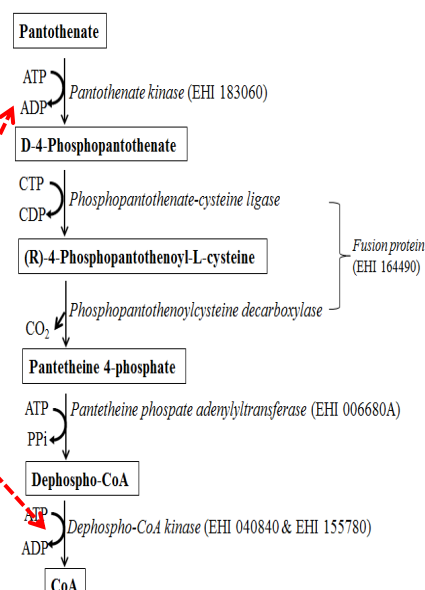 Pantothenate
ATP
Pantothenate kinase (EHI 183060)
ADP
D-4-Phosphopantothenate
CTP
Phosphopantothenate-cysteine ligase
CDP
Fusion protein
(EHI 164490)
(R)-4-Phosphopantothenoyl-L-cysteine
Phosphopantothenoylcysteine decarboxylase
CO2
Pantetheine 4-phosphate
ATP
Pantetheine phospate adenylyltransferase (EHI 006680A)
PPi
Dephospho-CoA
ATP
Dephospho-CoA kinase (EHI 040840 & EHI 155780)
ADP
CoA